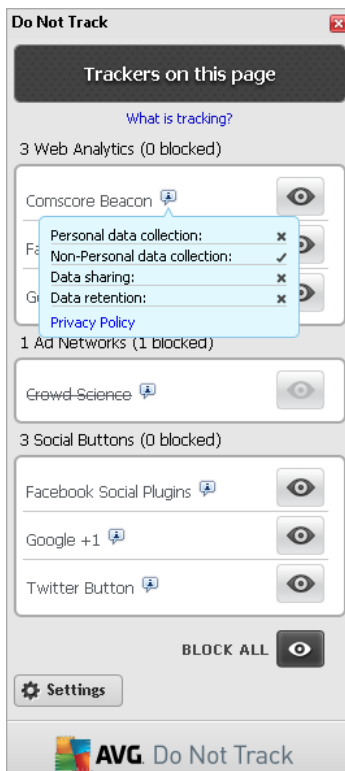 Do Not Track
Trackers on this page
What is tracking?
3 Web Analytics (0 blocked)
Comscore Beacon
Personal data collection:
Non-Personal data collection:
Data sharing:
Data retention:
Privacy Policy
Fa
G
1 Ad Networks (1 blocked)
Crowd Science
3 Social Buttons (0 blocked)
Facebook Social Plugins
Google +1
Twitter Button
BLOCK ALL
Settings
AVG. Do Not Track